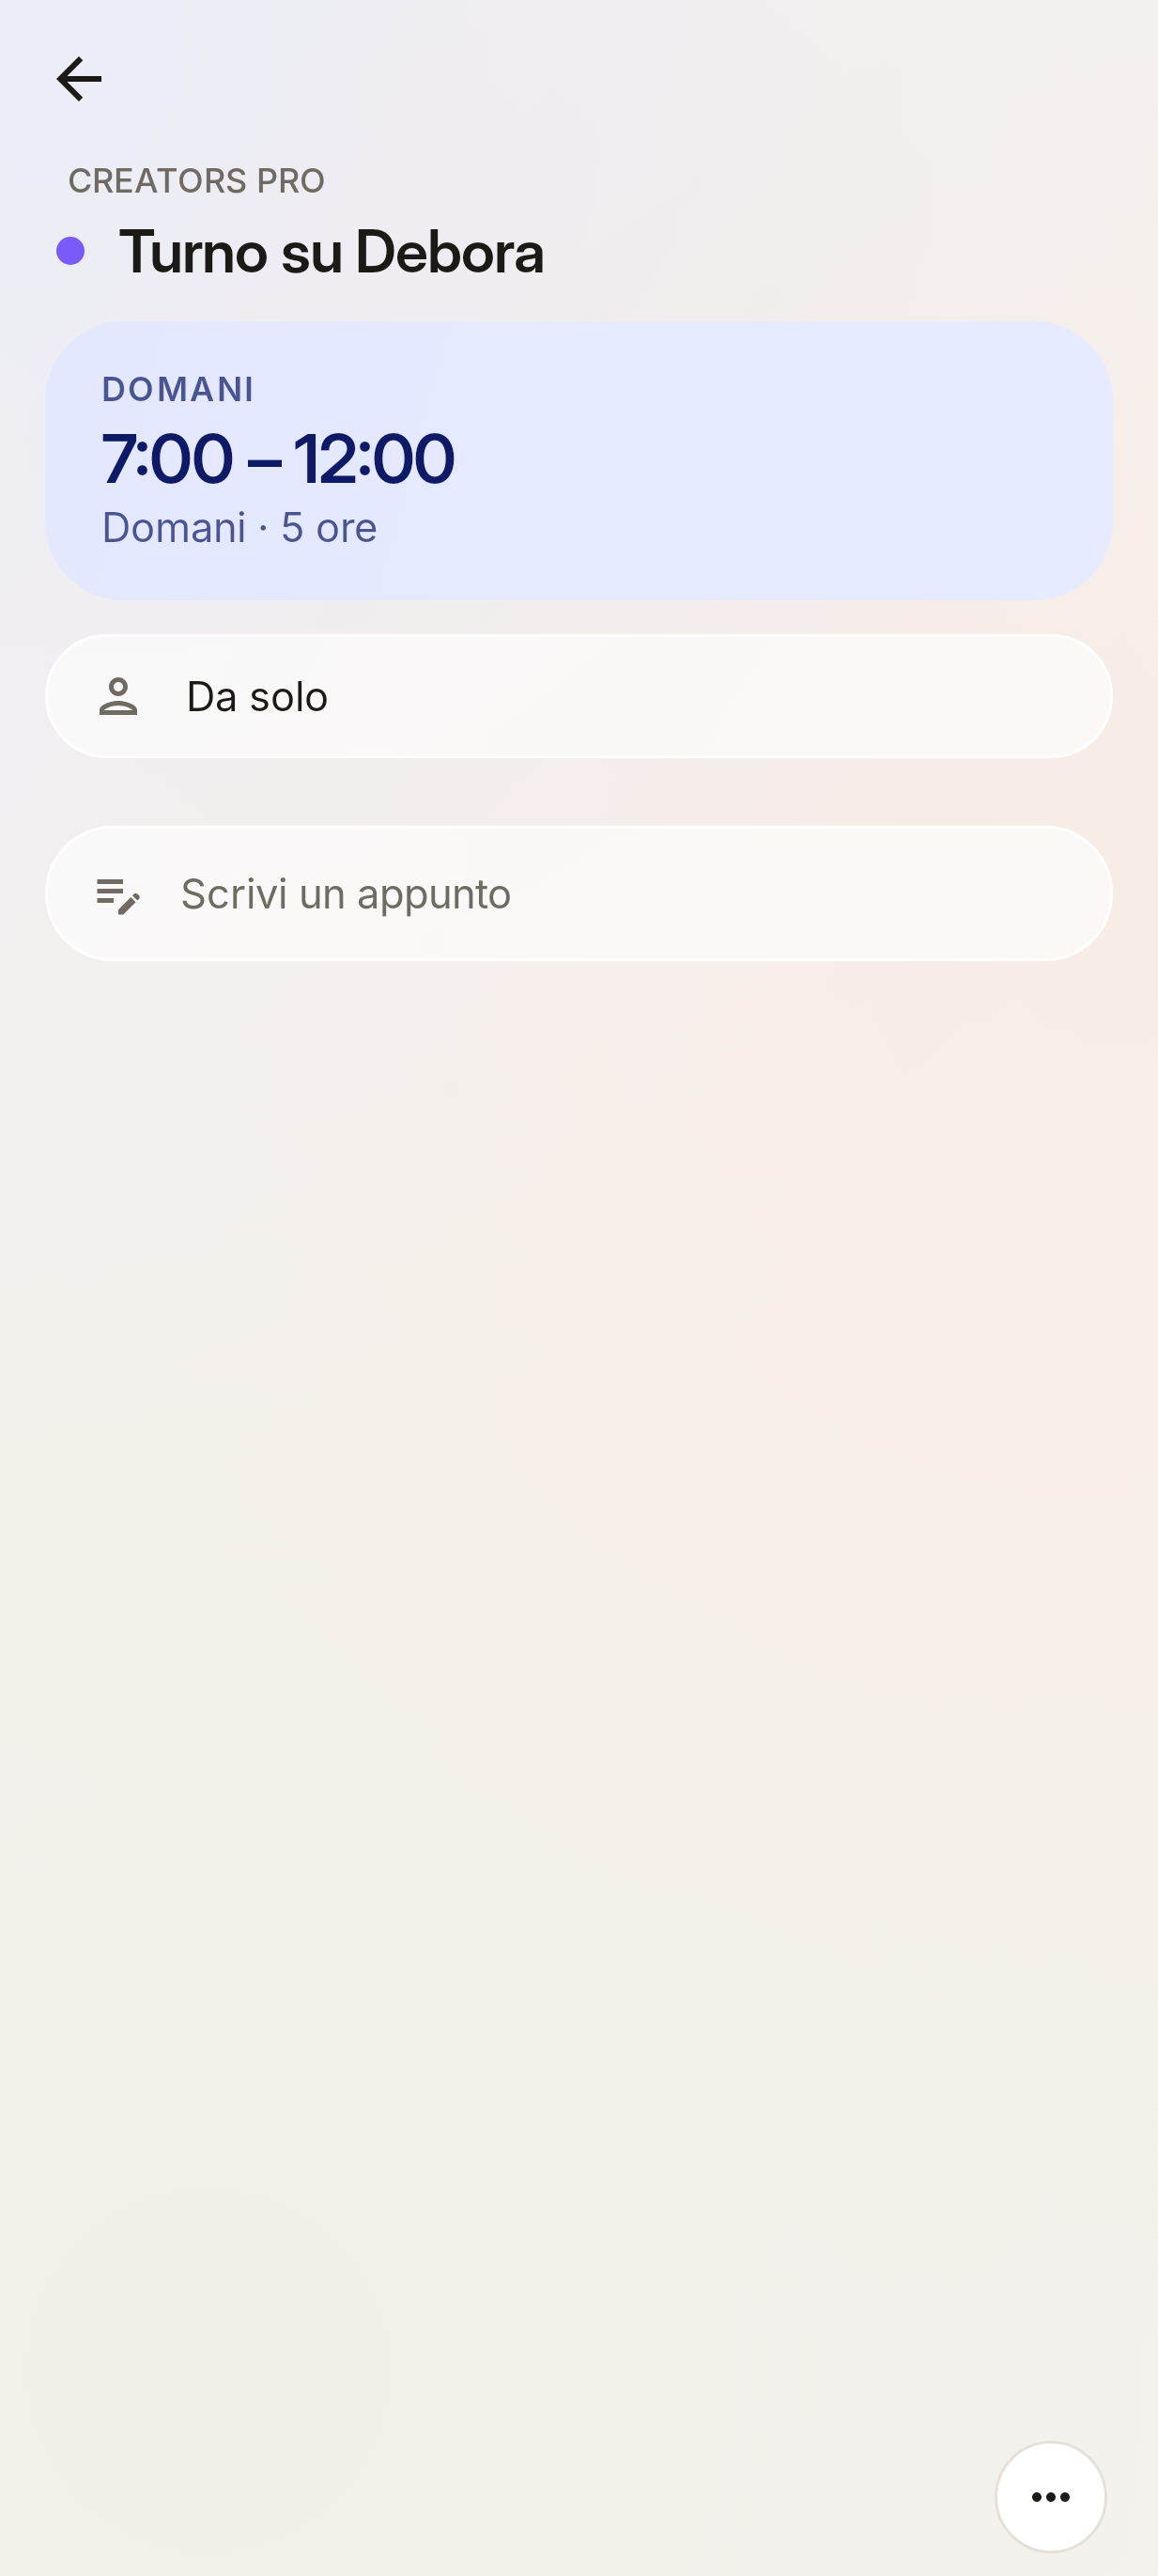 CREATORS PRO
Turno su Debora
DOMANI
7:00 – 12:00
Domani · 5 ore
Da solo
Scrivi un appunto